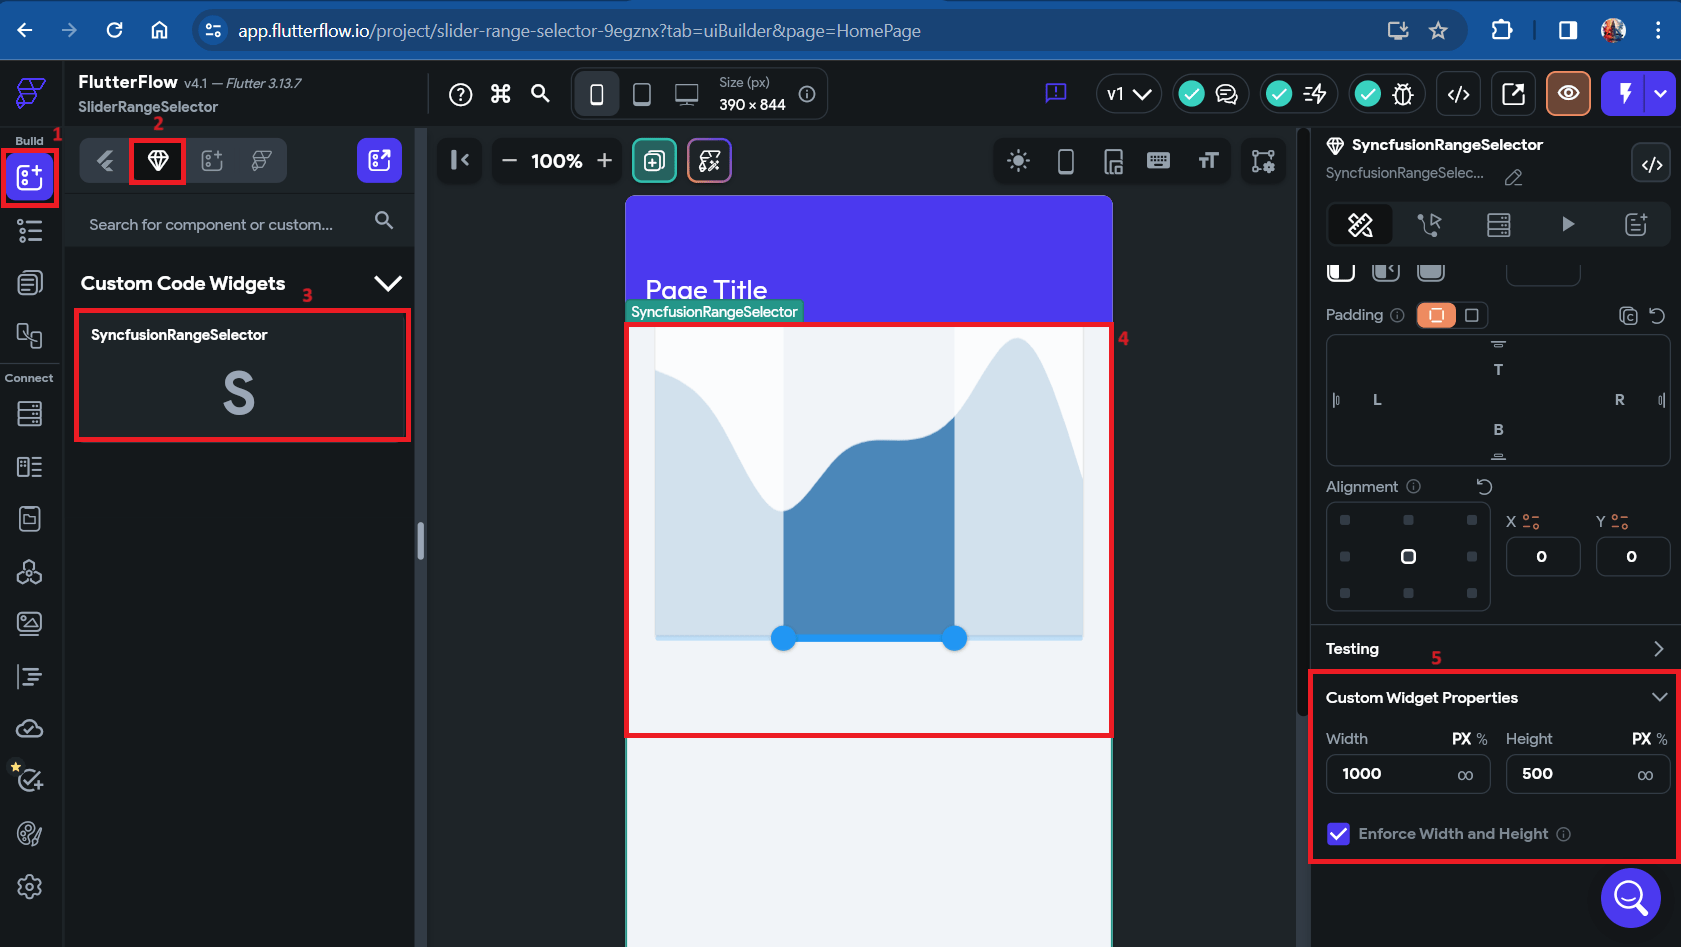 app.flutterflow.io/project/slider-range-selector-9egznx?tab=uiBuilder&page=HomePage
FlutterFlow v4.1 — Flutter 3.13.7
SliderRangeSelector
Size (px)
390 × 844
v1
Build
1
2
100%
Search for component or custom...
Custom Code Widgets
3
SyncfusionRangeSelector
S
Connect
Page Title
SyncfusionRangeSelector
4
SyncfusionRangeSelector
SyncfusionRangeSelec...
Padding
T
L R
B
Alignment
X Y
0 0
Testing
5
Custom Widget Properties
Width PX % Height PX %
1000 ∞ 500 ∞
Enforce Width and Height